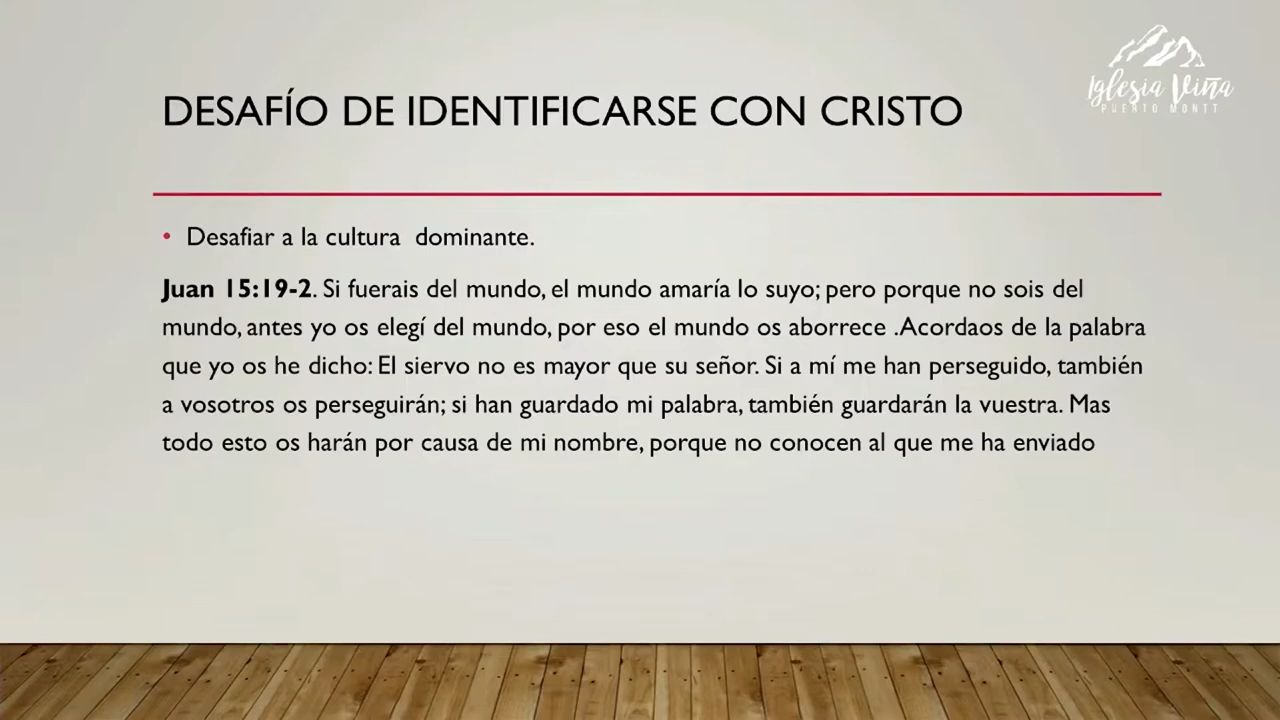 Iglesia Viña
PUERTO MONTT
DESAFÍO DE IDENTIFICARSE CON CRISTO
• Desafiar a la cultura  dominante.
Juan 15:19-2. Si fuerais del mundo, el mundo amaría lo suyo; pero porque no sois del
mundo, antes yo os elegí del mundo, por eso el mundo os aborrece .Acordaos de la palabra
que yo os he dicho: El siervo no es mayor que su señor. Si a mí me han perseguido, también
a vosotros os perseguirán; si han guardado mi palabra, también guardarán la vuestra. Mas
todo esto os harán por causa de mi nombre, porque no conocen al que me ha enviado